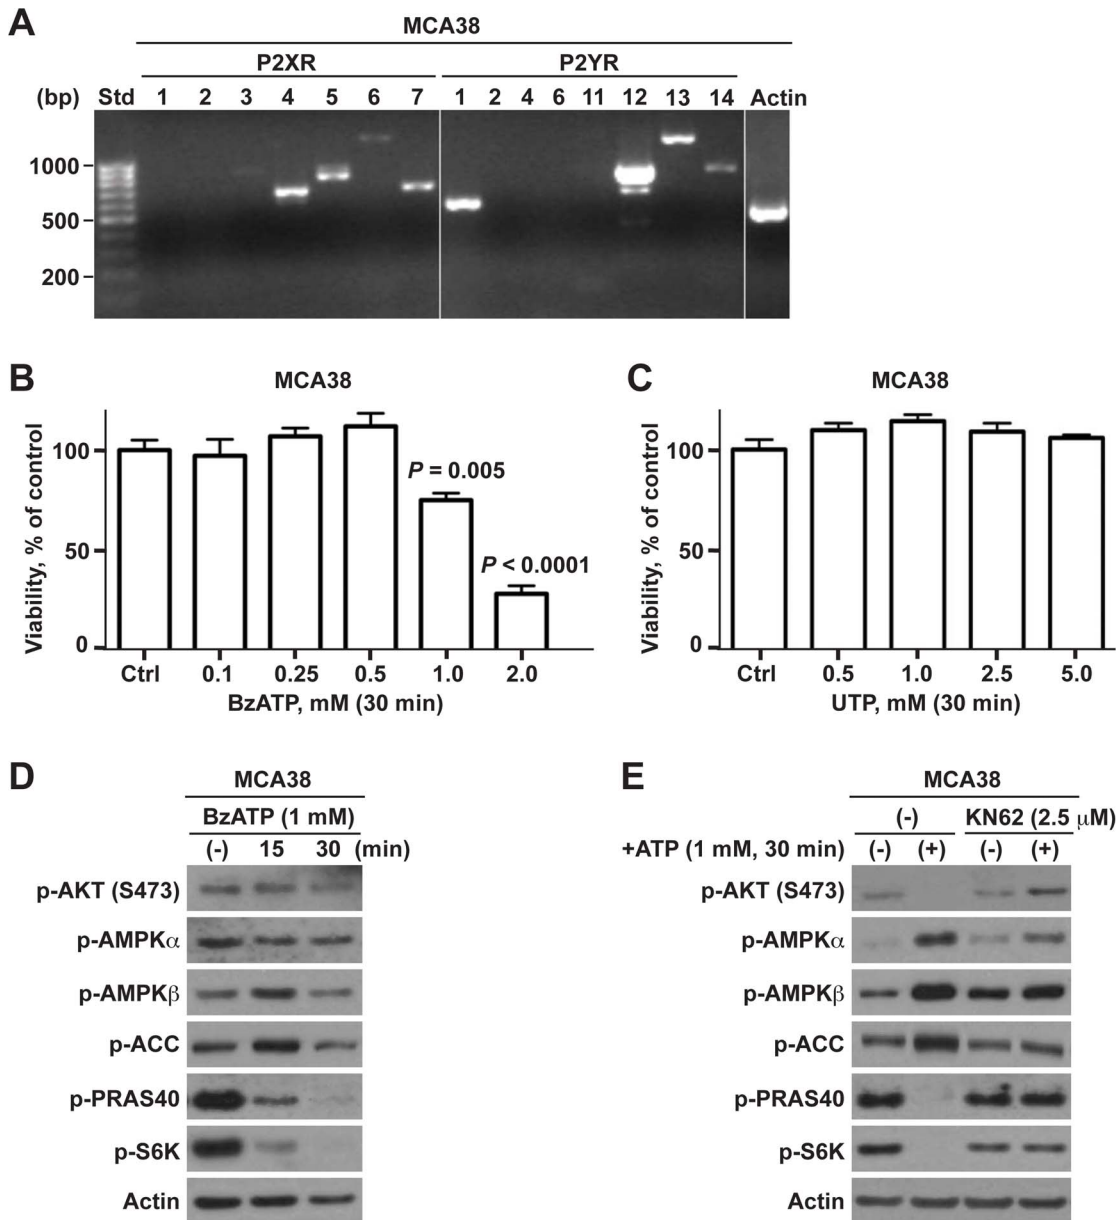 A
MCA38
P2XR P2YR
(bp) Std 1 2 3 4 5 6 7 1 2 4 6 11 12 13 14 Actin
1000
500
200
B MCA38
Viability, % of control
100
50
0
P = 0.005
P < 0.0001
Ctrl 0.1 0.25 0.5 1.0 2.0
BzATP, mM (30 min)
C MCA38
Viability, % of control
100
50
0
Ctrl 0.5 1.0 2.5 5.0
UTP, mM (30 min)
D MCA38
BzATP (1 mM)
(-) 15 30 (min)
p-AKT (S473)
p-AMPKα
p-AMPKβ
p-ACC
p-PRAS40
p-S6K
Actin
E MCA38
(-) KN62 (2.5 μM)
+ATP (1 mM, 30 min) (-) (+) (-) (+)
p-AKT (S473)
p-AMPKα
p-AMPKβ
p-ACC
p-PRAS40
p-S6K
Actin